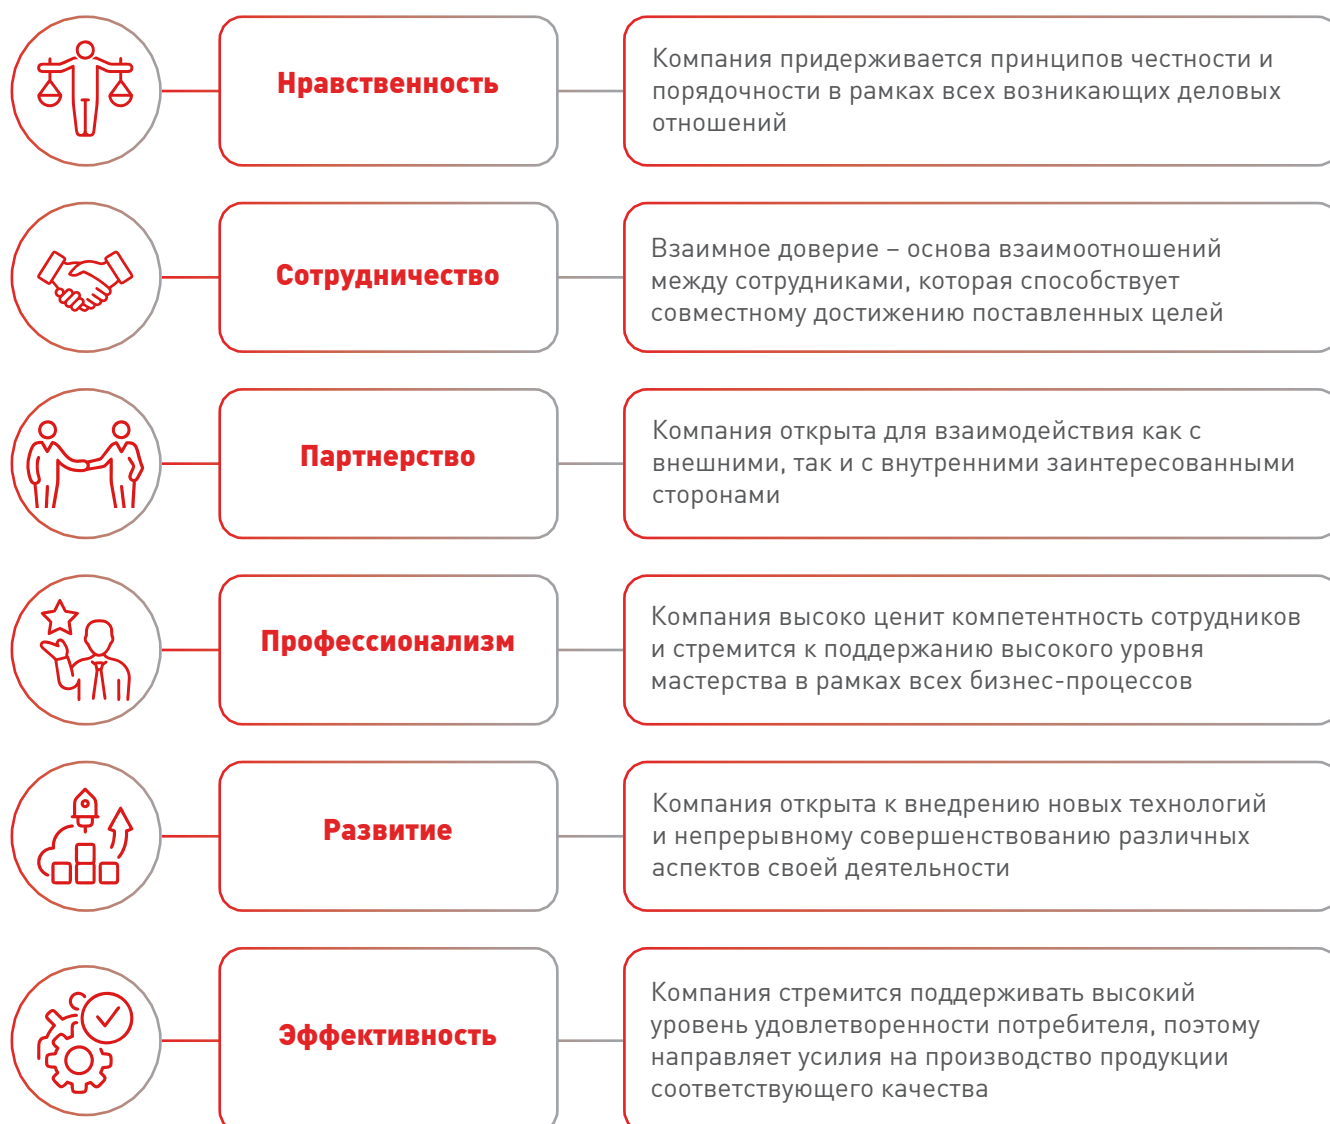 Нравственность
Компания придерживается принципов честности и
порядочности в рамках всех возникающих деловых
отношений
Сотрудничество
Взаимное доверие – основа взаимоотношений
между сотрудниками, которая способствует
совместному достижению поставленных целей
Партнерство
Компания открыта для взаимодействия как с
внешними, так и с внутренними заинтересованными
сторонами
Профессионализм
Компания высоко ценит компетентность сотрудников
и стремится к поддержанию высокого уровня
мастерства в рамках всех бизнес-процессов
Развитие
Компания открыта к внедрению новых технологий
и непрерывному совершенствованию различных
аспектов своей деятельности
Эффективность
Компания стремится поддерживать высокий
уровень удовлетворенности потребителя, поэтому
направляет усилия на производство продукции
соответствующего качества